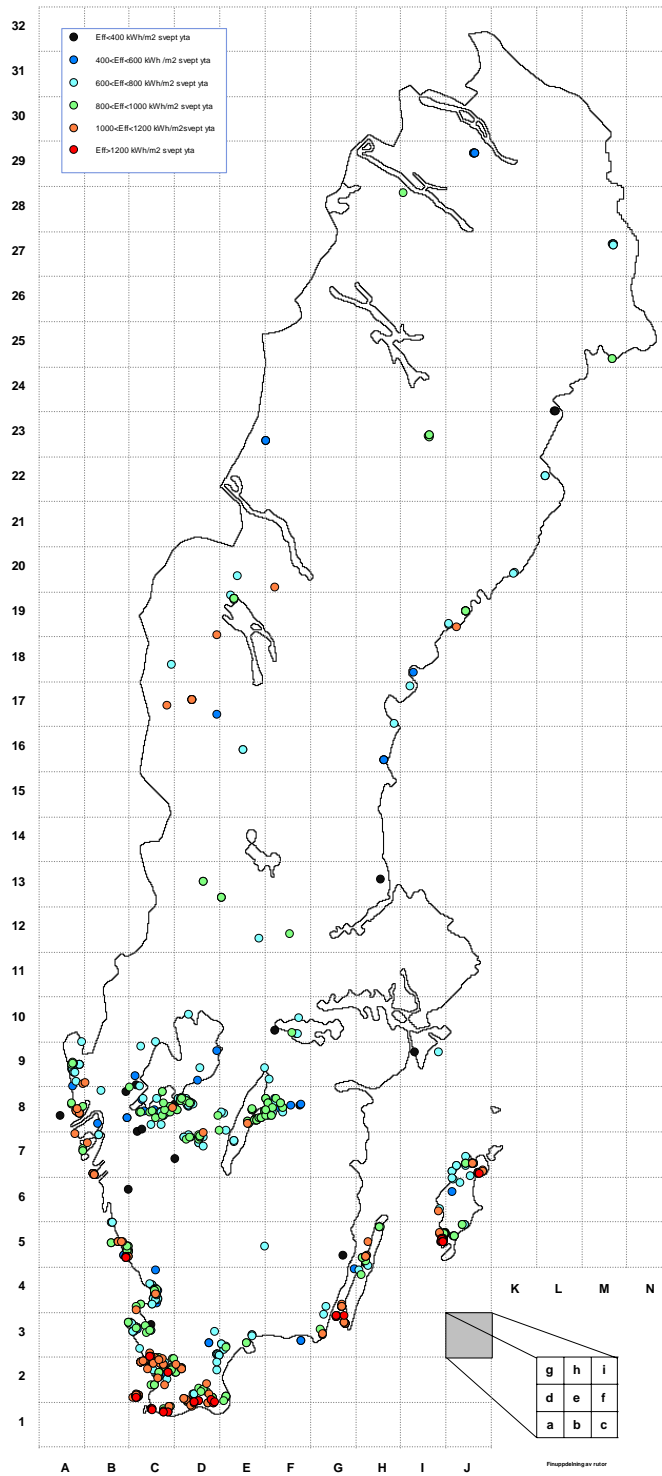 32
31
30
29
28
27
26
25
24
23
22
21
20
19
18
17
16
15
14
13
12
11
10
9
8
7
6
5
4
3
2
1
Eff<400 kWh/m2 svept yta
400<Eff<600 kWh /m2 svept yta
600<Eff<800 kWh/m2 svept yta
800<Eff<1000 kWh/m2 svept yta
1000<Eff<1200 kWh/m2svept yta
Eff>1200 kWh/m2 svept yta
K L M N
g h i
d e f
a b c
Finuppdelning av rutor
A B C D E F G H I J